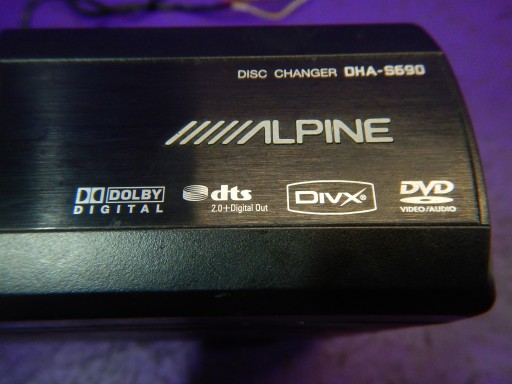 DISC CHANGER DHA-S690
ALPINE
DOLBY
DIGITAL
dts
2.0+Digital Out
DIVX®
DVD
VIDEO/AUDIO